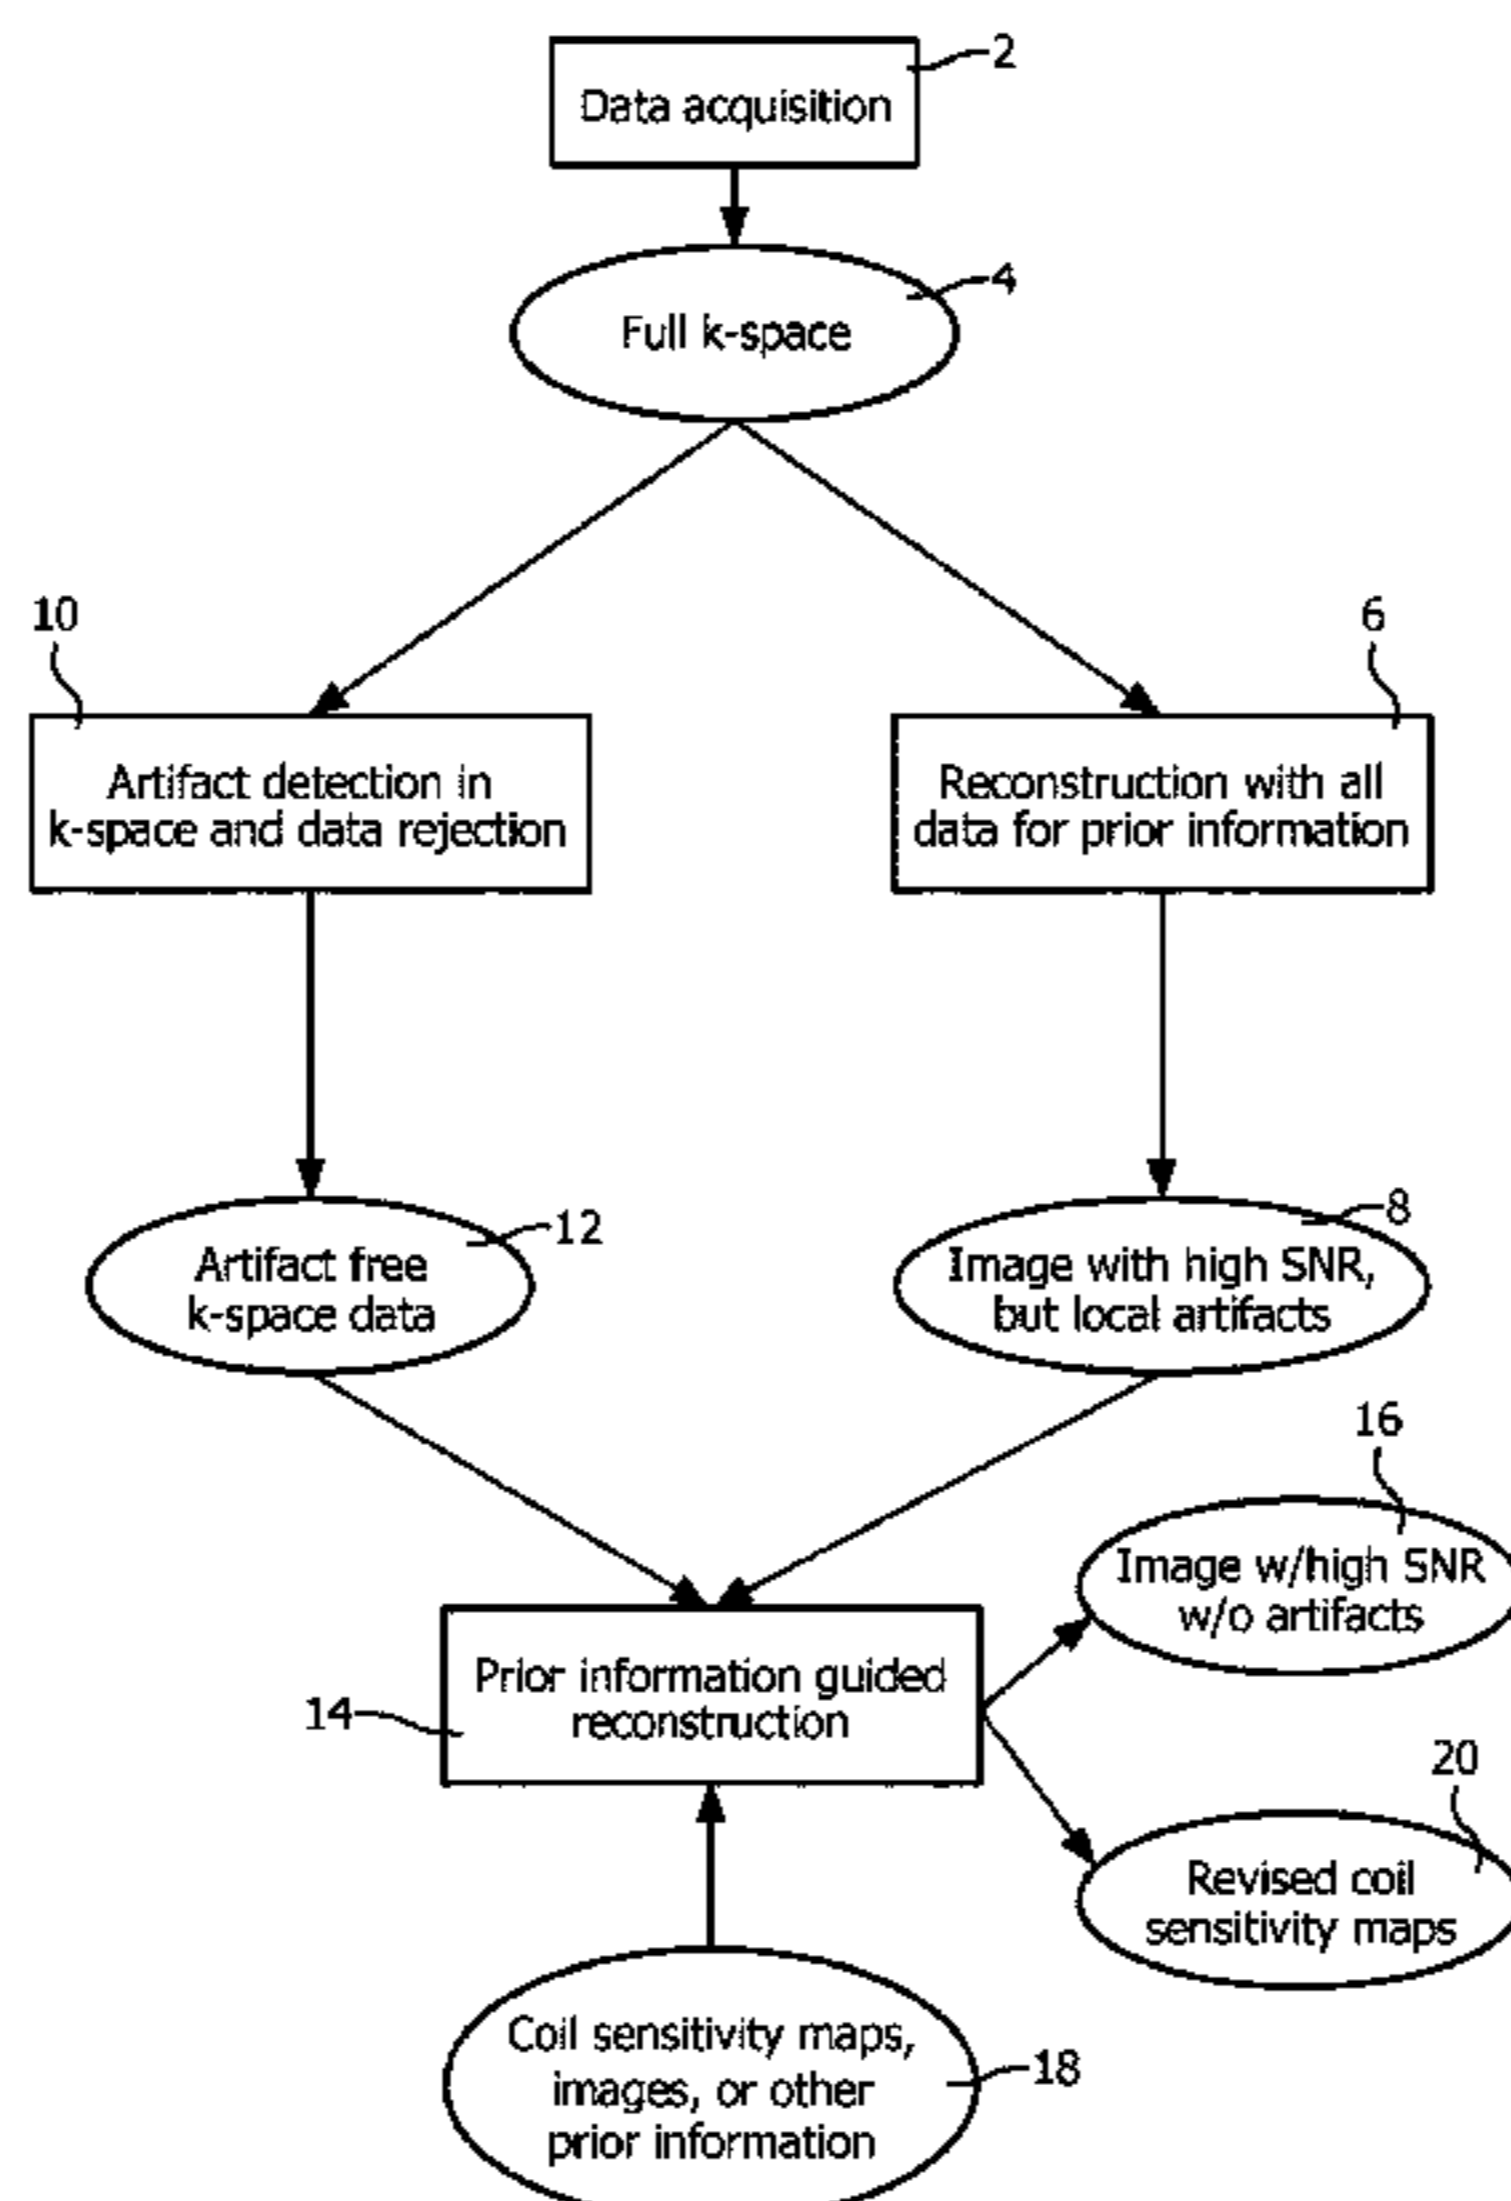 2
Data acquisition
4
Full k-space
10
6
Artifact detection in
k-space and data rejection
Reconstruction with all
data for prior information
12
Artifact free
k-space data
8
Image with high SNR,
but local artifacts
16
Image w/high SNR
w/o artifacts
Prior information guided
reconstruction
14
20
Revised coil
sensitivity maps
Coil sensitivity maps,
images, or other
prior information
18